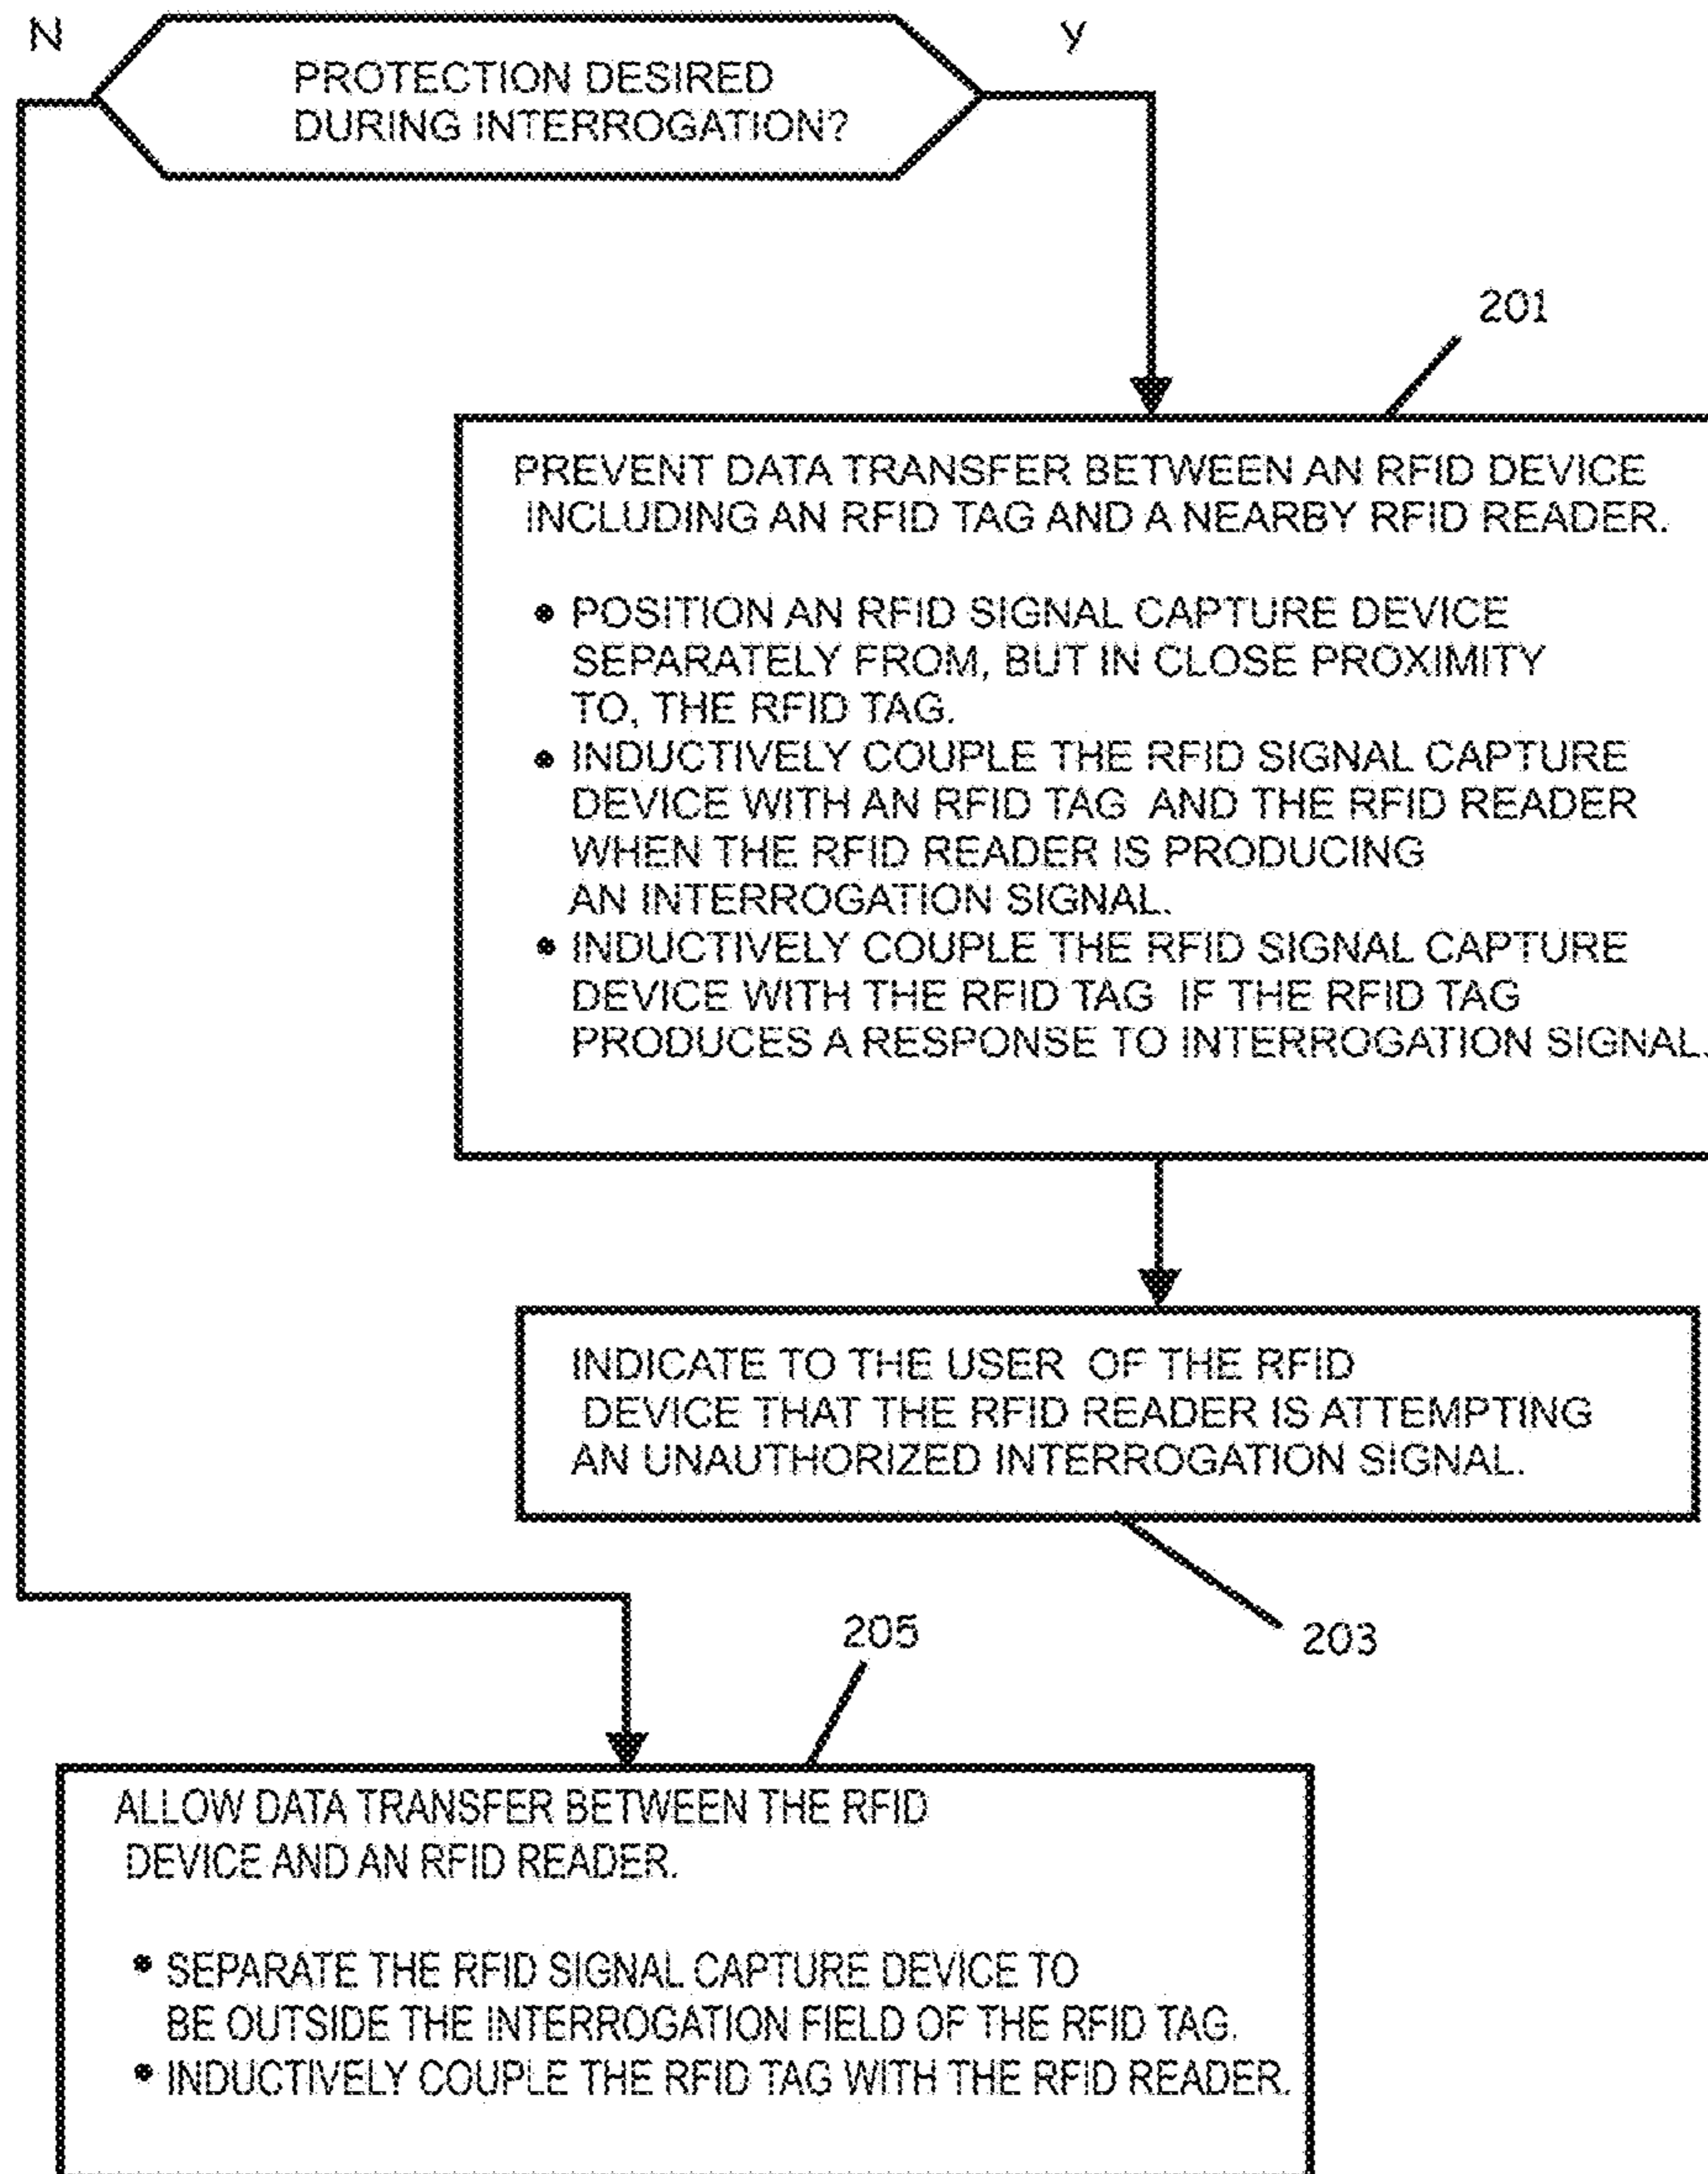 N
Y
PROTECTION DESIRED
DURING INTERROGATION?
201
PREVENT DATA TRANSFER BETWEEN AN RFID DEVICE
INCLUDING AN RFID TAG AND A NEARBY RFID READER.
• POSITION AN RFID SIGNAL CAPTURE DEVICE
SEPARATELY FROM, BUT IN CLOSE PROXIMITY
TO, THE RFID TAG.
• INDUCTIVELY COUPLE THE RFID SIGNAL CAPTURE
DEVICE WITH AN RFID TAG AND THE RFID READER
WHEN THE RFID READER IS PRODUCING
AN INTERROGATION SIGNAL.
• INDUCTIVELY COUPLE THE RFID SIGNAL CAPTURE
DEVICE WITH THE RFID TAG IF THE RFID TAG
PRODUCES A RESPONSE TO INTERROGATION SIGNAL.
INDICATE TO THE USER OF THE RFID
DEVICE THAT THE RFID READER IS ATTEMPTING
AN UNAUTHORIZED INTERROGATION SIGNAL.
203
205
ALLOW DATA TRANSFER BETWEEN THE RFID
DEVICE AND AN RFID READER.
• SEPARATE THE RFID SIGNAL CAPTURE DEVICE TO
BE OUTSIDE THE INTERROGATION FIELD OF THE RFID TAG.
• INDUCTIVELY COUPLE THE RFID TAG WITH THE RFID READER.